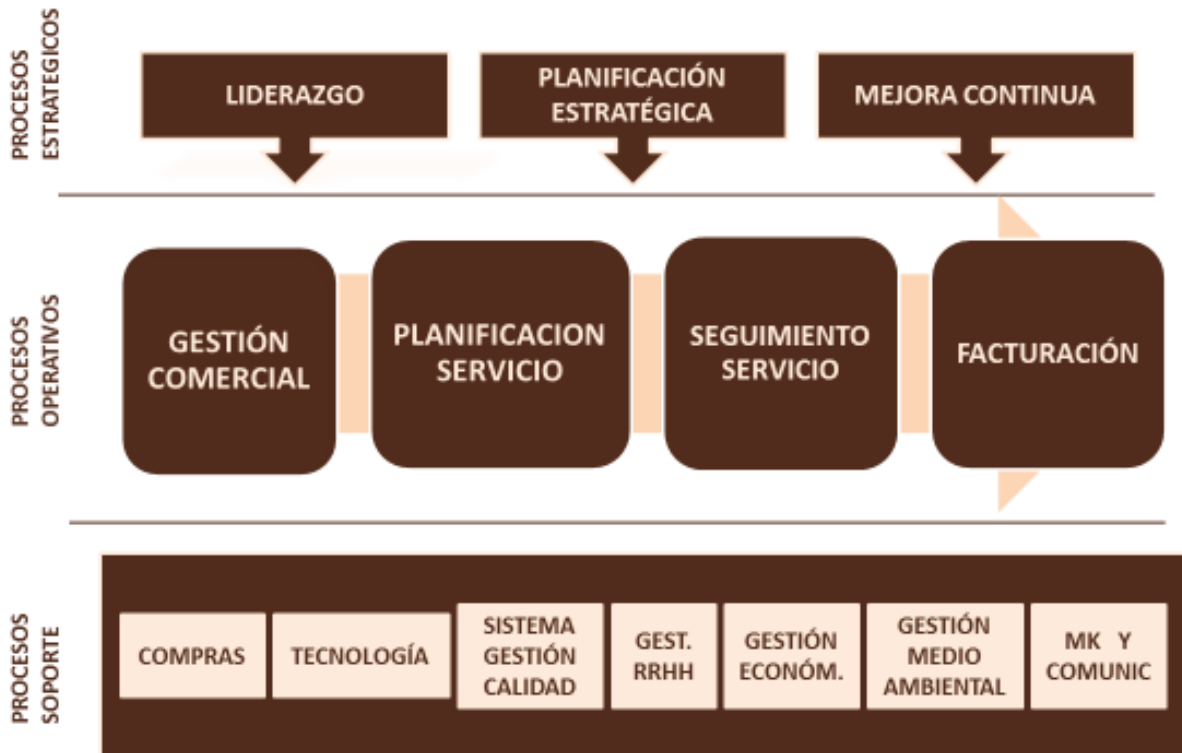 PROCESOS
ESTRATEGICOS
LIDERAZGO
PLANIFICACIÓN
ESTRATÉGICA
MEJORA CONTINUA
PROCESOS
OPERATIVOS
GESTIÓN
COMERCIAL
PLANIFICACION
SERVICIO
SEGUIMIENTO
SERVICIO
FACTURACIÓN
PROCESOS
SOPORTE
COMPRAS
TECNOLOGÍA
SISTEMA
GESTIÓN
CALIDAD
GEST.
RRHH
GESTIÓN
ECONÓM.
GESTIÓN
MEDIO
AMBIENTAL
MK Y
COMUNIC